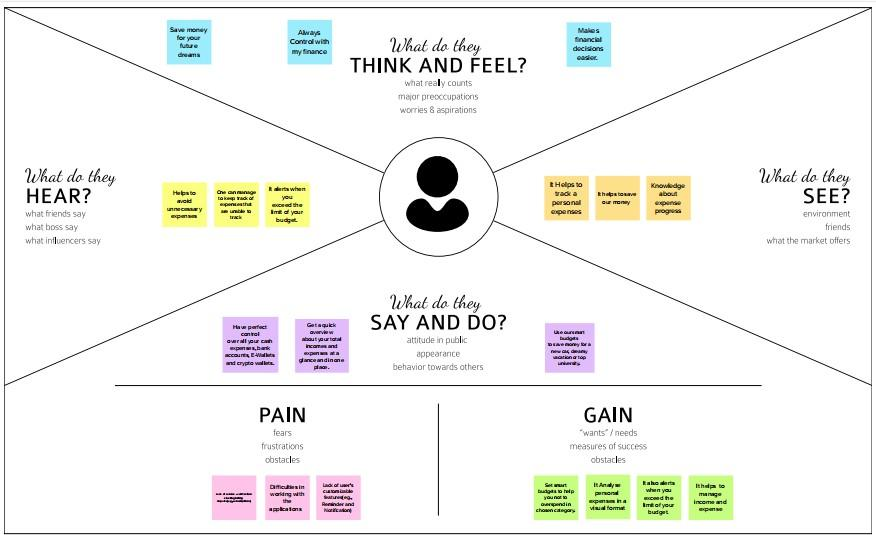 Save money
for your
future
dreams
Always
Control with
my finance
What do they
THINK AND FEEL?
what really counts
major preoccupations
worries & aspirations
Makes
financial
decisions
easier.
What do they
HEAR?
what friends say
what boss say
what influencers say
Helps to
avoid
unnecessary
expenses
One can manage
to keep track of
expenses that
are unable to
track
It alerts when
you
exceed the
limit of your
budget.
It Helps to
track a
personal
expenses
It helps to save
our money
Knowledge
about
expense
progress
What do they
SEE?
environment
friends
what the market offers
Have perfect
control
over all your cash
expenses, bank
accounts, E-Wallets
and crypto wallets.
Get a quick
overview
about your total
incomes and
expenses at a
glance and in one
place.
What do they
SAY AND DO?
attitude in public
appearance
behavior towards others
Use our smart
budgets
to save money for a
new car, dreamy
vacation or top
university.
PAIN
fears
frustrations
obstacles
Difficulties in
working with
the
applications
Lack of user's
customizable
features(eg.,
Reminder and
Notification)
GAIN
"wants" / needs
measures of success
obstacles
Set smart
budgets to help
you not to
overspend in
chosen category.
It Analyse
personal
expenses in a
visual format
It also alerts
when you
exceed the
limit of your
budget.
It helps to
manage
income and
expense